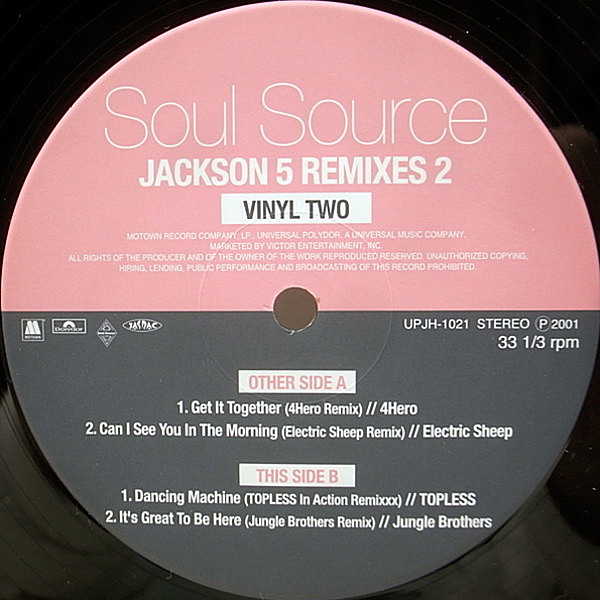 Soul Source
JACKSON 5 REMIXES 2
VINYL TWO
MOTOWN RECORD COMPANY, LP., UNIVERSAL POLYDOR, A UNIVERSAL MUSIC COMPANY.
MARKETED BY VICTOR ENTERTAINMENT, INC.
ALL RIGHTS OF THE PRODUCER AND OF THE OWNER OF THE WORK REPRODUCED RESERVED. UNAUTHORIZED COPYING,
HIRING, LENDING, PUBLIC PERFORMANCE AND BROADCASTING OF THIS RECORD PROHIBITED.
M
MOTOWN
Polydor
JASRAC
UPJH-1021 STEREO Ⓟ2001
33 1/3 rpm
OTHER SIDE A
1. Get It Together (4Hero Remix) // 4Hero
2. Can I See You In The Morning (Electric Sheep Remix) // Electric Sheep
THIS SIDE B
1. Dancing Machine (TOPLESS In Action Remixxx) // TOPLESS
2. It's Great To Be Here (Jungle Brothers Remix) // Jungle Brothers